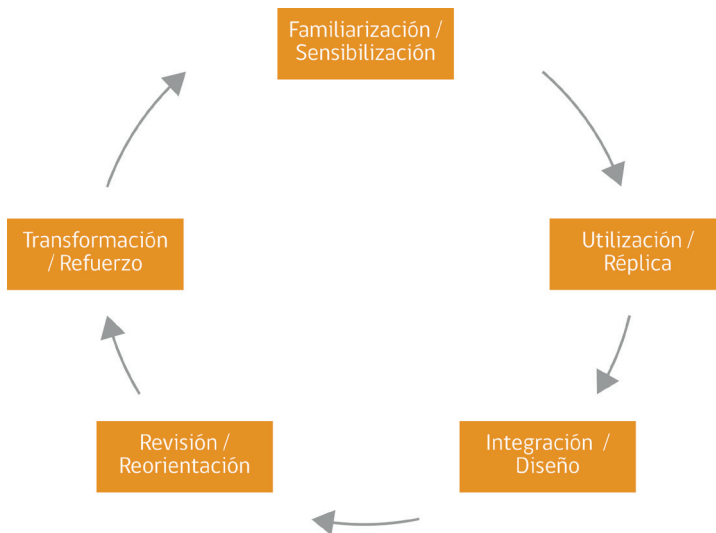 Familiarización /
Sensibilización
Utilización /
Réplica
Integración /
Diseño
Revisión /
Reorientación
Transformación
/ Refuerzo